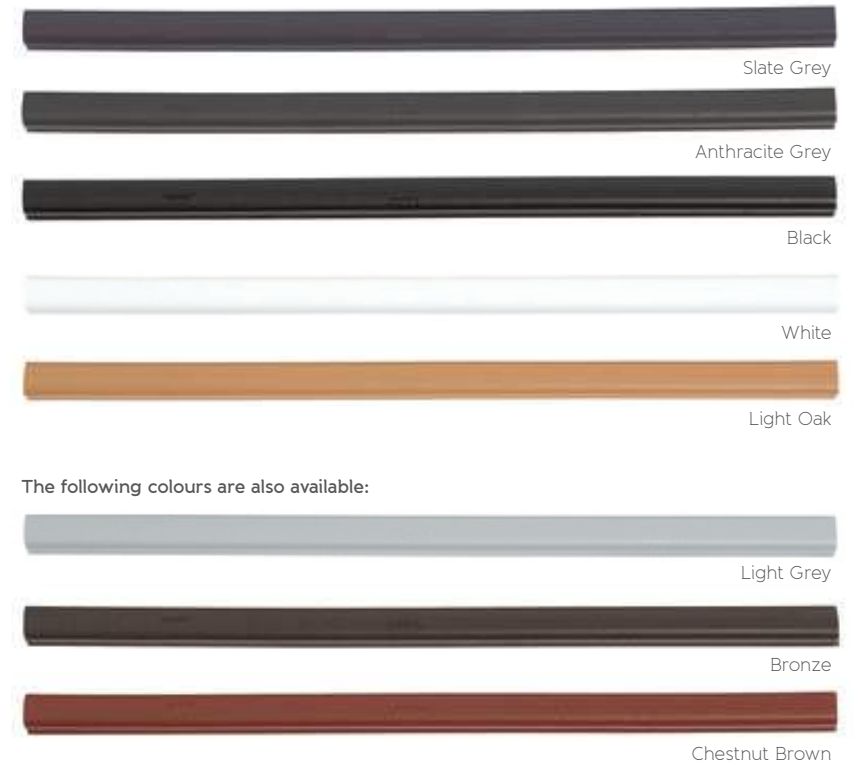 Slate Grey
Anthracite Grey
Black
White
Light Oak
The following colours are also available:
Light Grey
Bronze
Chestnut Brown